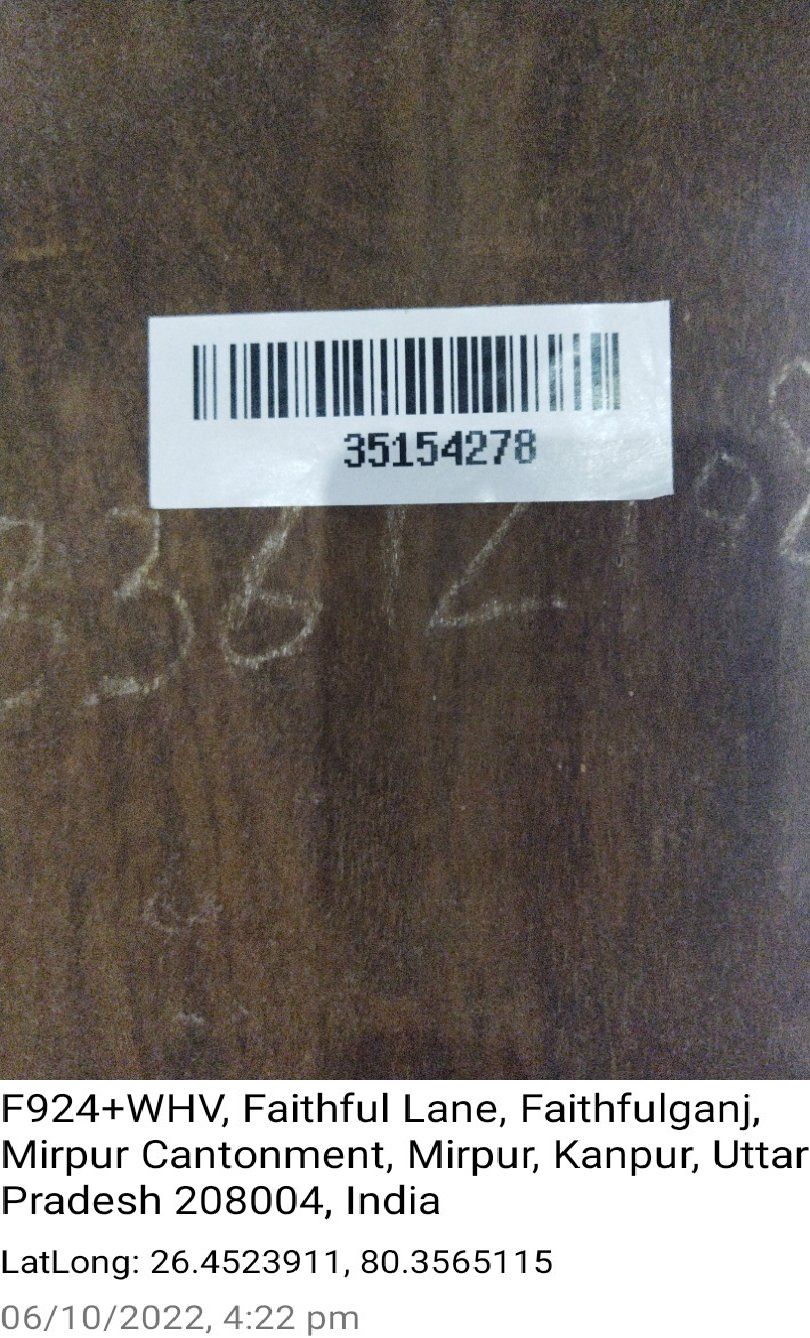 35154278
F924+WHV, Faithful Lane, Faithfulganj,
Mirpur Cantonment, Mirpur, Kanpur, Uttar
Pradesh 208004, India
LatLong: 26.4523911, 80.3565115
06/10/2022, 4:22 pm